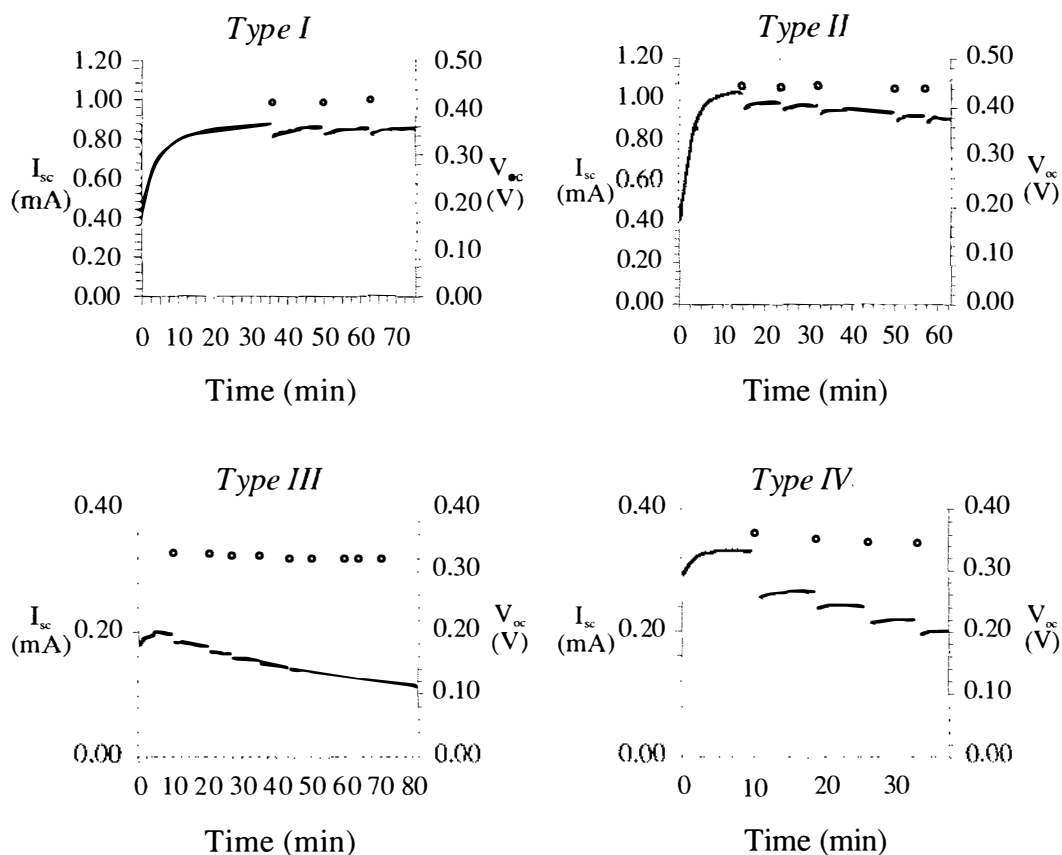 Type I
1.20
1.00
0.80
0.60
0.40
0.20
0.00
I_sc
(mA)
0.50
0.40
0.30
0.20
0.10
0.00
V_oc
(V)
0 10 20 30 40 50 60 70
Time (min)
Type II
1.20
1.00
0.80
0.60
0.40
0.20
0.00
I_sc
(mA)
0.50
0.40
0.30
0.20
0.10
0.00
V_oc
(V)
0 10 20 30 40 50 60
Time (min)
Type III
0.40
0.20
0.00
I_sc
(mA)
0.40
0.30
0.20
0.10
0.00
V_oc
(V)
0 10 20 30 40 50 60 70 80
Time (min)
Type IV
0.40
0.20
0.00
I_sc
(mA)
0.40
0.30
0.20
0.10
0.00
V_oc
(V)
0 10 20 30
Time (min)